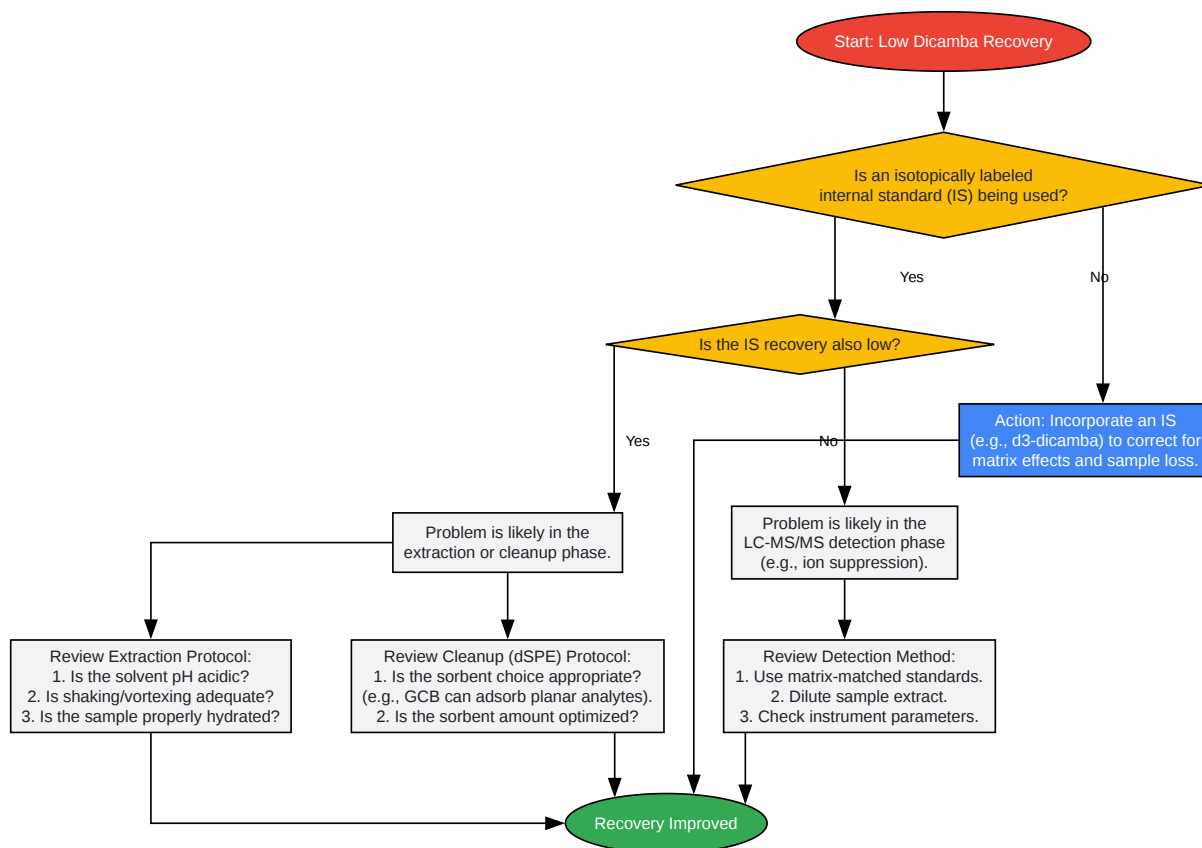 Start: Low Dicamba Recovery
Is an isotopically labeled
internal standard (IS) being used?
Yes
No
Is the IS recovery also low?
Action: Incorporate an IS
(e.g., d3-dicamba) to correct for
matrix effects and sample loss.
Yes
No
Problem is likely in the
extraction or cleanup phase.
Problem is likely in the
LC-MS/MS detection phase
(e.g., ion suppression).
Review Extraction Protocol:
1. Is the solvent pH acidic?
2. Is shaking/vortexing adequate?
3. Is the sample properly hydrated?
Review Cleanup (dSPE) Protocol:
1. Is the sorbent choice appropriate?
(e.g., GCB can adsorb planar analytes).
2. Is the sorbent amount optimized?
Review Detection Method:
1. Use matrix-matched standards.
2. Dilute sample extract.
3. Check instrument parameters.
Recovery Improved